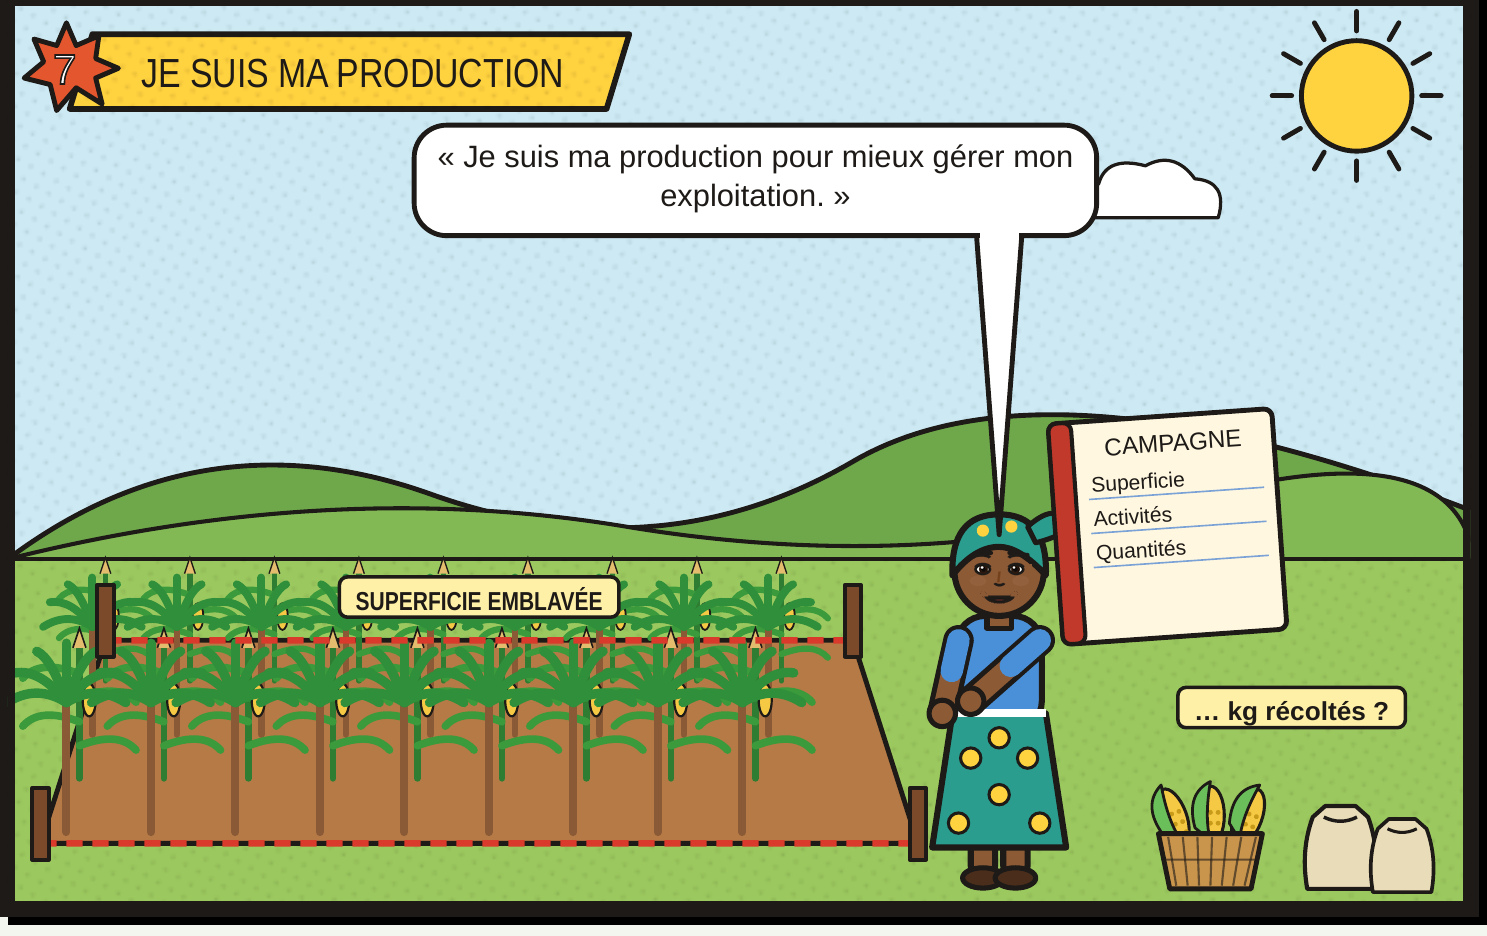 7
JE SUIS MA PRODUCTION
« Je suis ma production pour mieux gérer mon
exploitation. »
CAMPAGNE
Superficie
Activités
Quantités
SUPERFICIE EMBLAVÉE
… kg récoltés ?